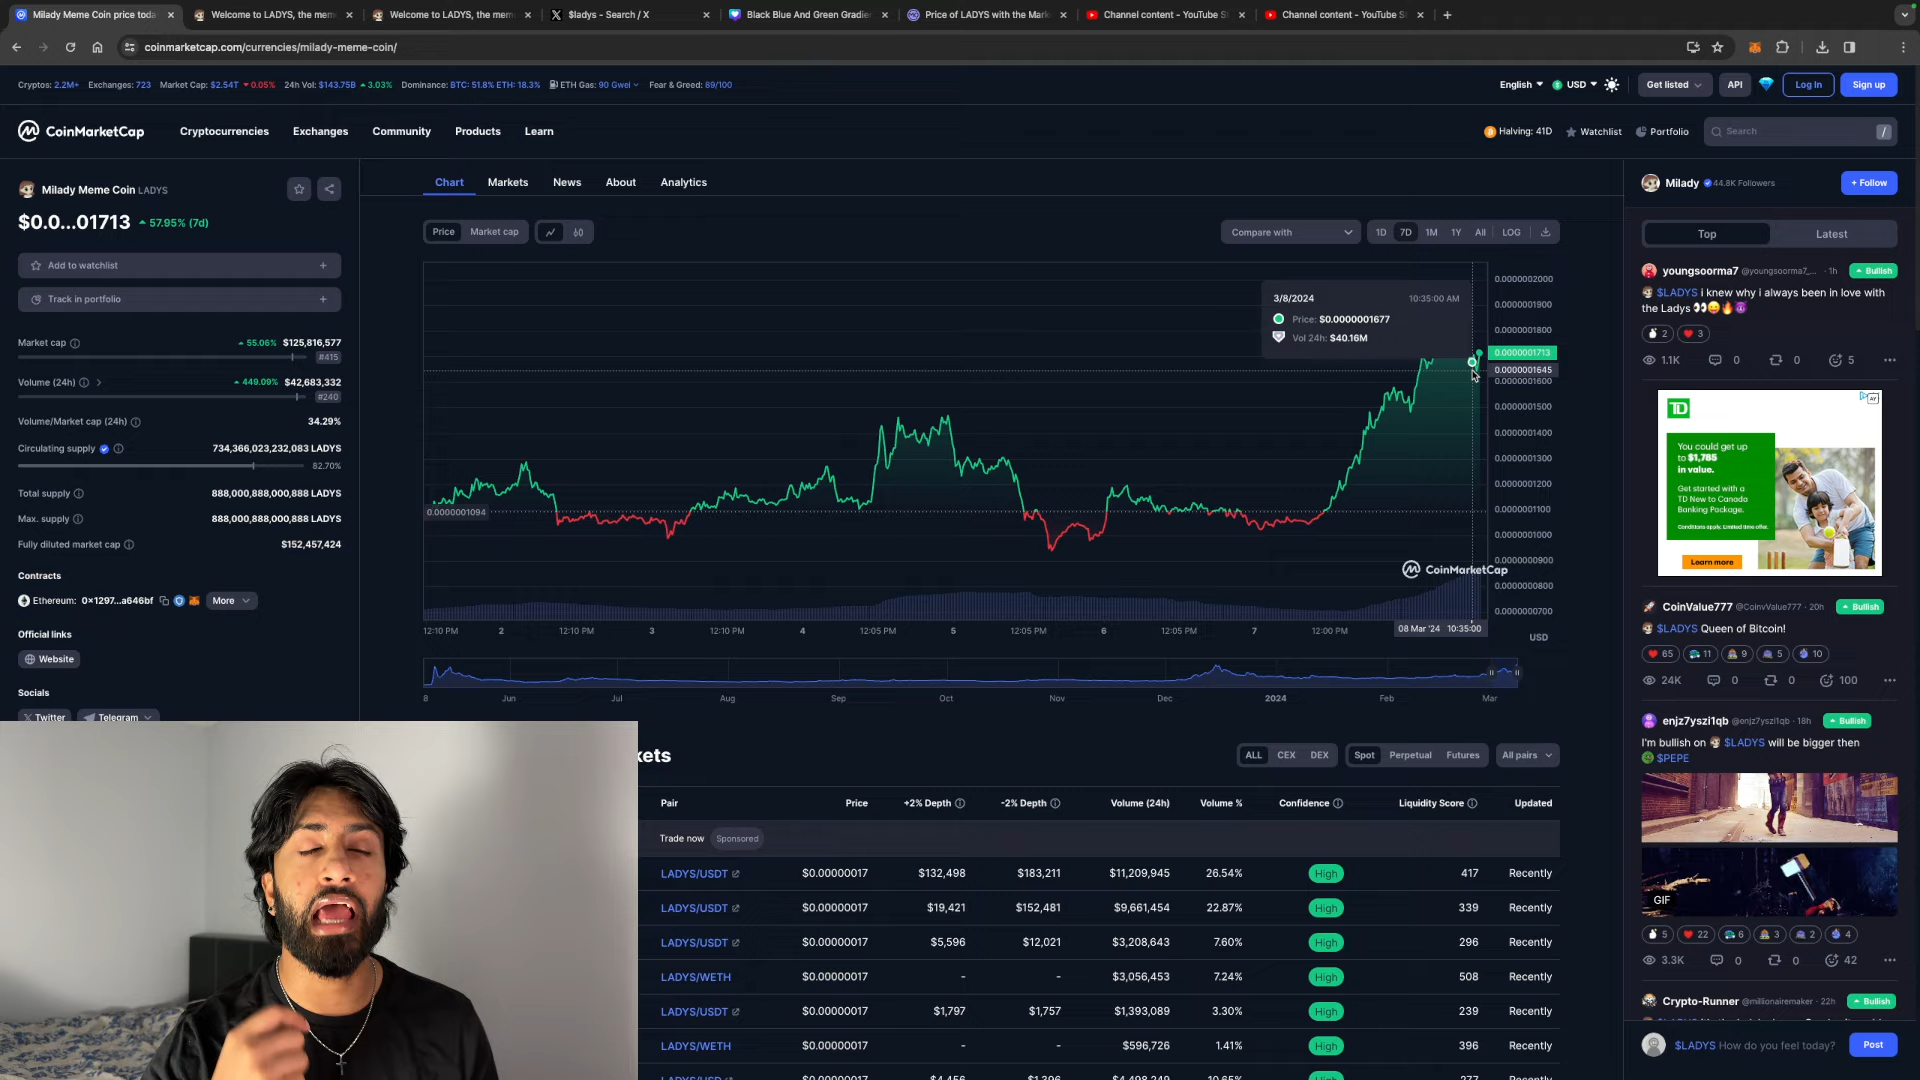 Milady Meme Coin price toda
Welcome to LADYS, the mem
Welcome to LADYS, the mem
$ladys - Search / X
Black Blue And Green Gradie
Price of LADYS with the Mark
Channel content - YouTube S
Channel content - YouTube S
coinmarketcap.com/currencies/milady-meme-coin/
Cryptos: 2.2M+ Exchanges: 723 Market Cap: $2.54T 0.05% 24h Vol: $143.75B 3.03% Dominance: BTC: 51.8% ETH: 18.3% ETH Gas: 90 Gwei Fear & Greed: 89/100
English USD Get listed API Log In Sign up
CoinMarketCap Cryptocurrencies Exchanges Community Products Learn
Halving: 41D Watchlist Portfolio Search /
Milady Meme Coin LADYS
$0.0...01713 57.95% (7d)
Add to watchlist +
Track in portfolio +
Market cap 55.06% $125,816,577
#415
Volume (24h) 449.09% $42,683,332
#240
Volume/Market cap (24h) 34.29%
Circulating supply 734,366,023,232,083 LADYS
82.70%
Total supply 888,000,888,000,888 LADYS
Max. supply 888,000,888,000,888 LADYS
Fully diluted market cap $152,457,424
Contracts
Ethereum: 0x1297...a646bf More
Official links
Website
Socials
Twitter Telegram
Chart Markets News About Analytics
Price Market cap
Compare with 1D 7D 1M 1Y All LOG
3/8/2024 10:35:00 AM
Price: $0.0000001677
Vol 24h: $40.16M
0.0000002000
0.0000001900
0.0000001800
0.0000001713
0.0000001645
0.0000001600
0.0000001500
0.0000001400
0.0000001300
0.0000001200
0.0000001100
0.0000001000
0.0000000900
0.0000000800
0.0000000700
0.0000001094
CoinMarketCap
12:10 PM 2 12:10 PM 3 12:10 PM 4 12:05 PM 5 12:05 PM 6 12:05 PM 7 12:00 PM 08 Mar '24 10:35:00
USD
8 Jun Jul Aug Sep Oct Nov Dec 2024 Feb Mar
kets
ALL CEX DEX Spot Perpetual Futures All pairs
Pair Price +2% Depth -2% Depth Volume (24h) Volume % Confidence Liquidity Score Updated
Trade now Sponsored
LADYS/USDT $0.00000017 $132,498 $183,211 $11,209,945 26.54% High 417 Recently
LADYS/USDT $0.00000017 $19,421 $152,481 $9,661,454 22.87% High 339 Recently
LADYS/USDT $0.00000017 $5,596 $12,021 $3,208,643 7.60% High 296 Recently
LADYS/WETH $0.00000017 - - $3,056,453 7.24% High 508 Recently
LADYS/USDT $0.00000017 $1,797 $1,757 $1,393,089 3.30% High 239 Recently
LADYS/WETH $0.00000017 - - $596,726 1.41% High 396 Recently
Milady 44.8K Followers + Follow
Top Latest
youngsoorma7 @youngsoorma7_... · 1h Bullish
$LADYS i knew why i always been in love with
the Ladys
2 3
1.1K 0 0 5
TD
You could get up
to $1,785
in value.
Get started with a
TD New to Canada
Banking Package.
Conditions apply. Limited time offer.
Learn more
CoinValue777 @CoinvValue777 · 20h Bullish
$LADYS Queen of Bitcoin!
65 11 9 5 10
24K 0 0 100
enjz7yszi1qb @enjz7yszi1qb · 18h Bullish
I'm bullish on $LADYS will be bigger then
$PEPE
GIF
5 22 6 3 2 4
3.3K 0 0 42
Crypto-Runner @millionairemaker · 22h Bullish
$LADYS How do you feel today? Post